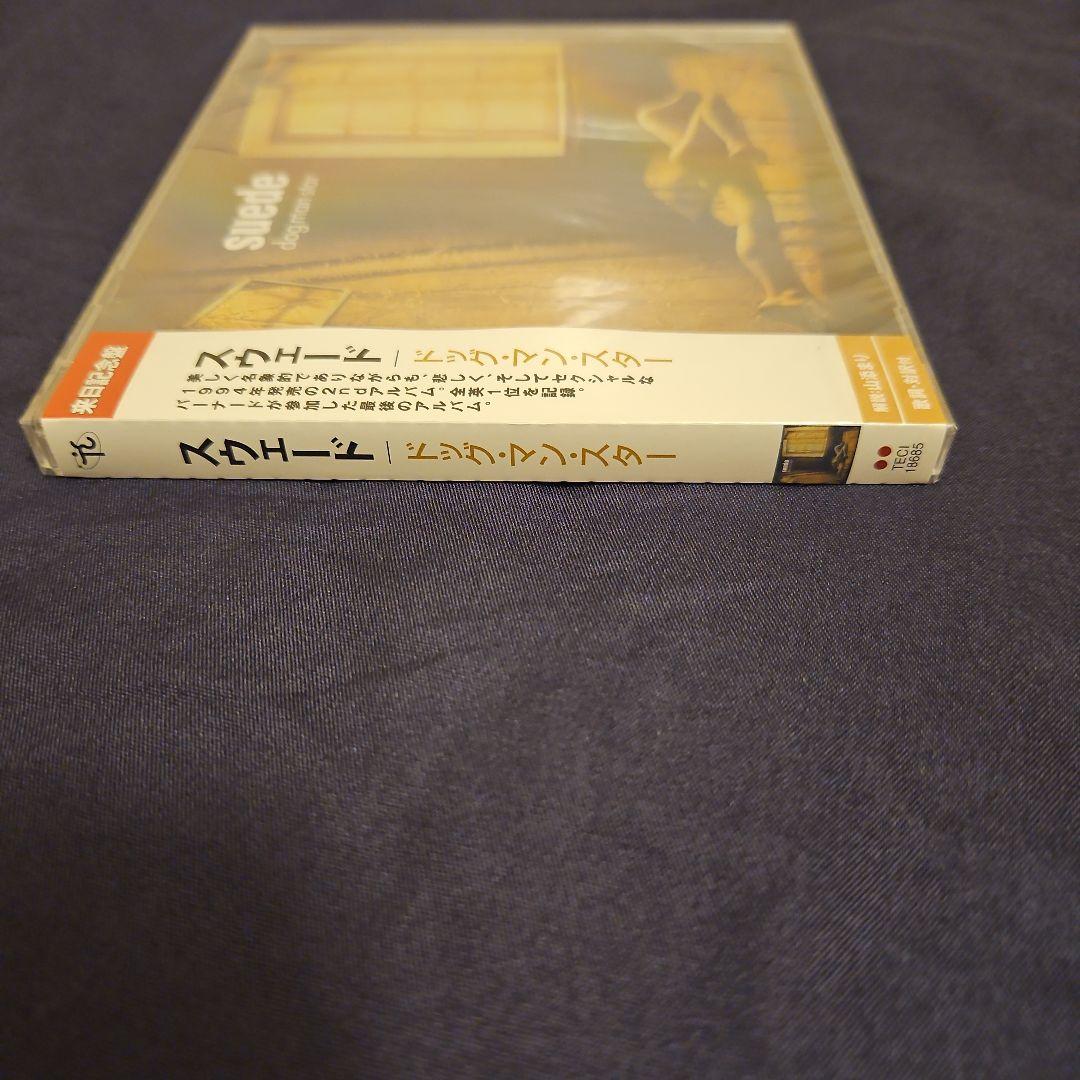 suede
dog man star
来日記念盤
スウェード｜ドッグ・マン・スター
美しく名象的でありながらも、悲しく、そしてセクシャルな
1994年発売の2ndアルバム。全英1位を記録。
バーナードが参加した最後のアルバム。
解説:山添まり
歌詞・対訳付
スウェード｜ドッグ・マン・スター
suede
TECI
18685